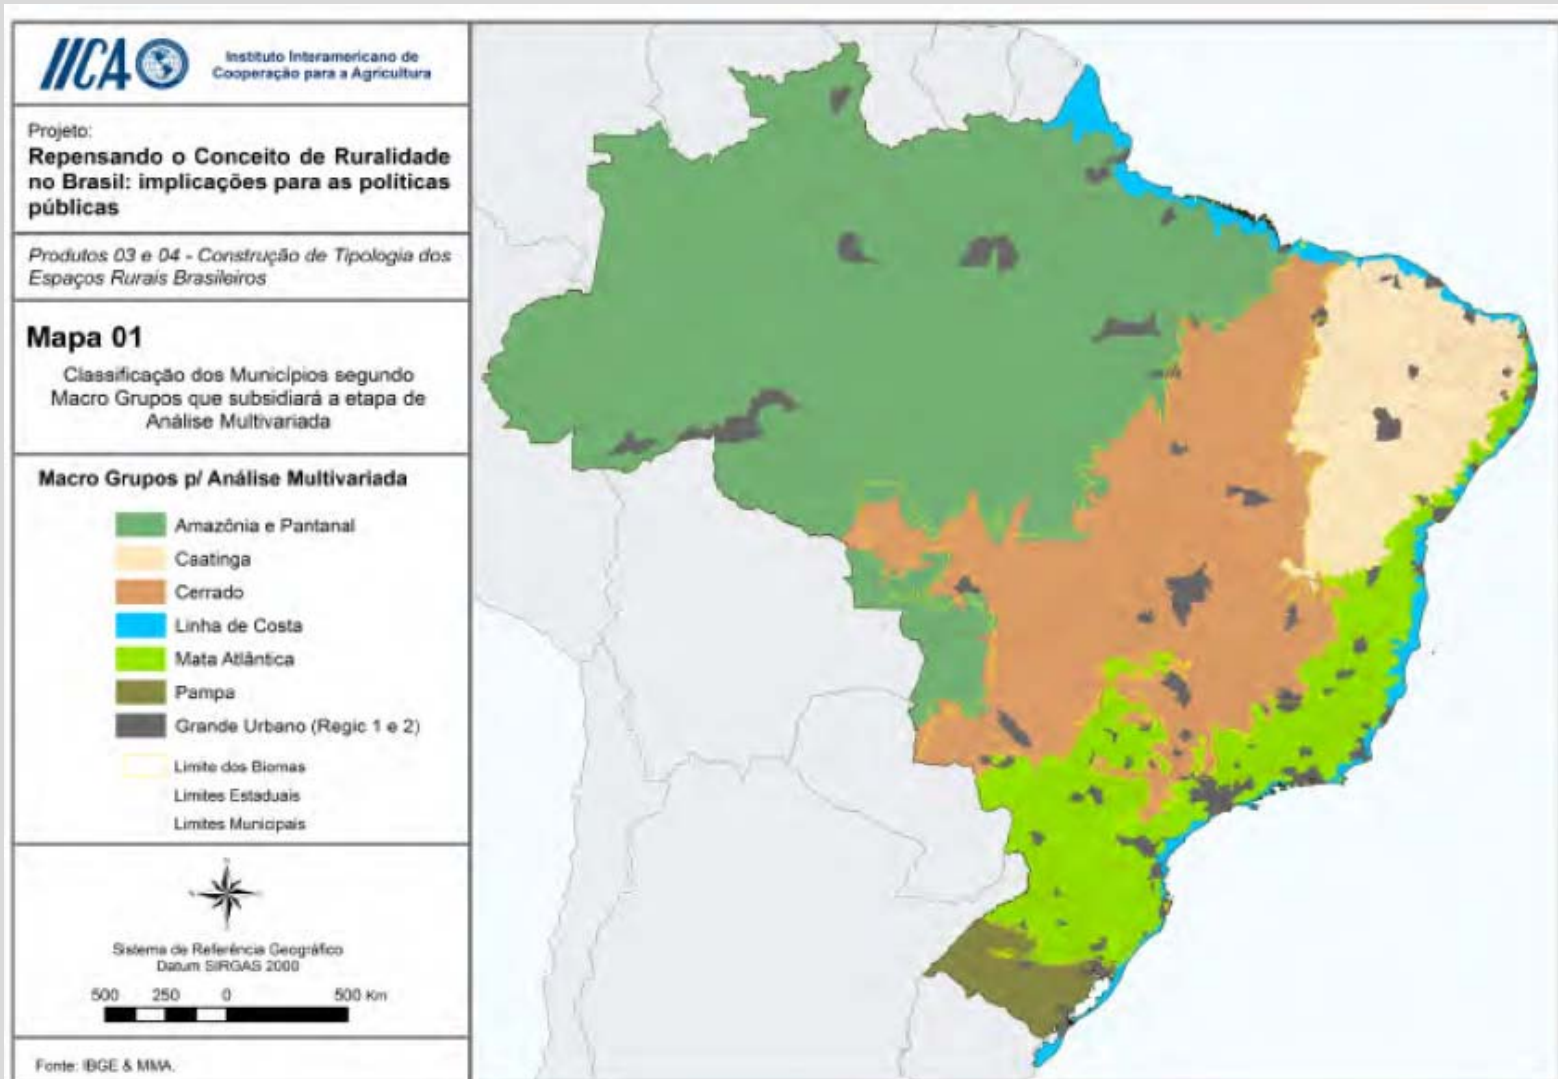 IICA
Instituto Interamericano de
Cooperação para a Agricultura
Projeto:
Repensando o Conceito de Ruralidade
no Brasil: implicações para as políticas
públicas
Produtos 03 e 04 - Construção de Tipologia dos
Espaços Rurais Brasileiros
Mapa 01
Classificação dos Municípios segundo
Macro Grupos que subsidiará a etapa de
Análise Multivariada
Macro Grupos p/ Análise Multivariada
Amazônia e Pantanal
Caatinga
Cerrado
Linha de Costa
Mata Atlântica
Pampa
Grande Urbano (Regic 1 e 2)
Limite dos Biomas
Limites Estaduais
Limites Municipais
Sistema de Referência Geográfico
Datum SIRGAS 2000
500 250 0 500 Km
Fonte: IBGE & MMA.